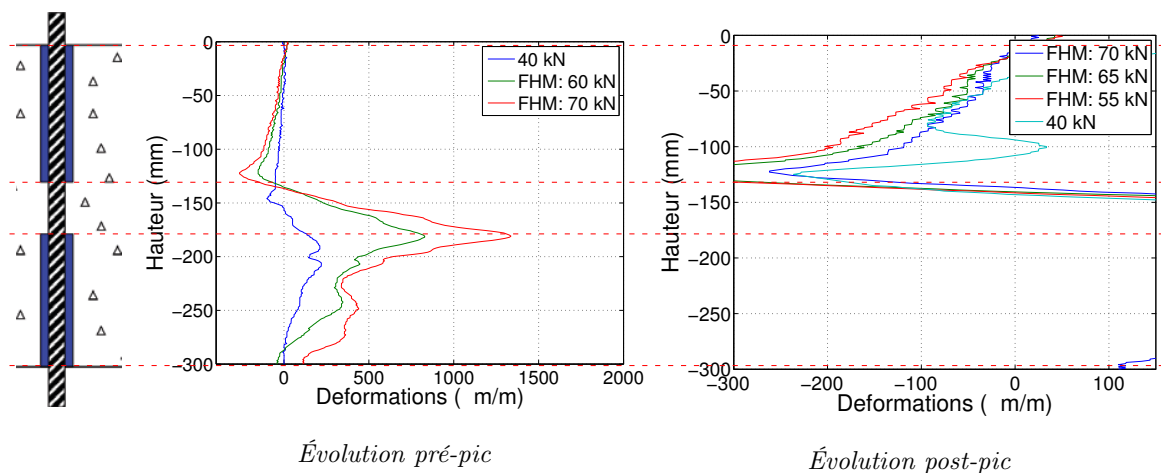 0
−50
−100
−150
−200
−250
−300
Hauteur (mm)
0
500
1000
1500
2000
Deformations ( m/m)
40 kN
FHM: 60 kN
FHM: 70 kN
Évolution pré-pic
0
−50
−100
−150
−200
−250
−300
Hauteur (mm)
−300
−200
−100
0
100
Deformations ( m/m)
FHM: 70 kN
FHM: 65 kN
FHM: 55 kN
40 kN
Évolution post-pic